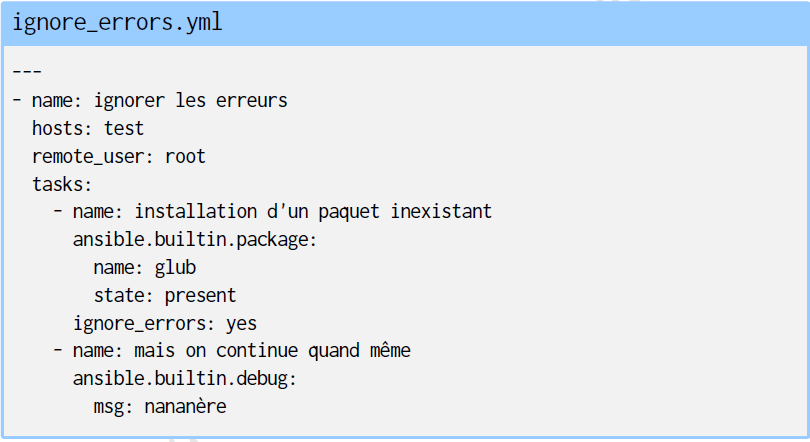 ignore_errors.yml
---
- name: ignorer les erreurs
  hosts: test
  remote_user: root
  tasks:
    - name: installation d'un paquet inexistant
      ansible.builtin.package:
        name: glub
        state: present
      ignore_errors: yes
    - name: mais on continue quand même
      ansible.builtin.debug:
        msg: nananère